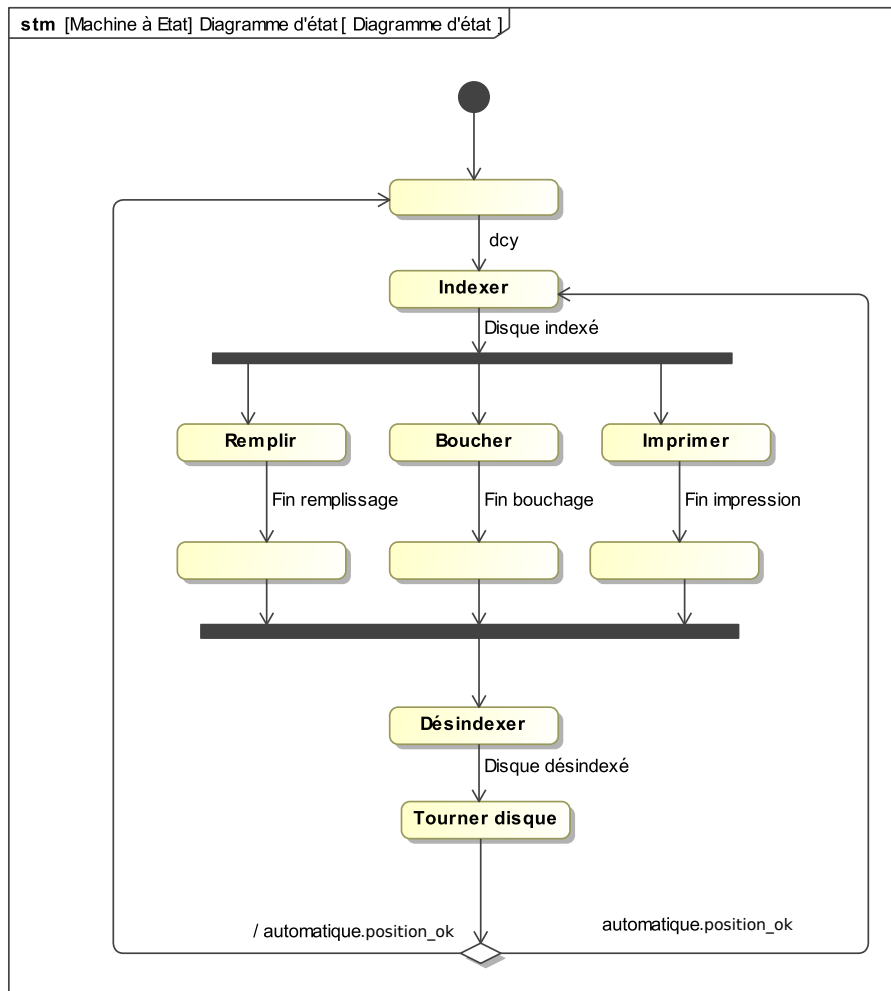 stm [Machine à Etat] Diagramme d'état [ Diagramme d'état ]
dcy
Indexer
Disque indexé
Remplir
Boucher
Imprimer
Fin remplissage
Fin bouchage
Fin impression
Désindexer
Disque désindexé
Tourner disque
/ automatique.position_ok
automatique.position_ok